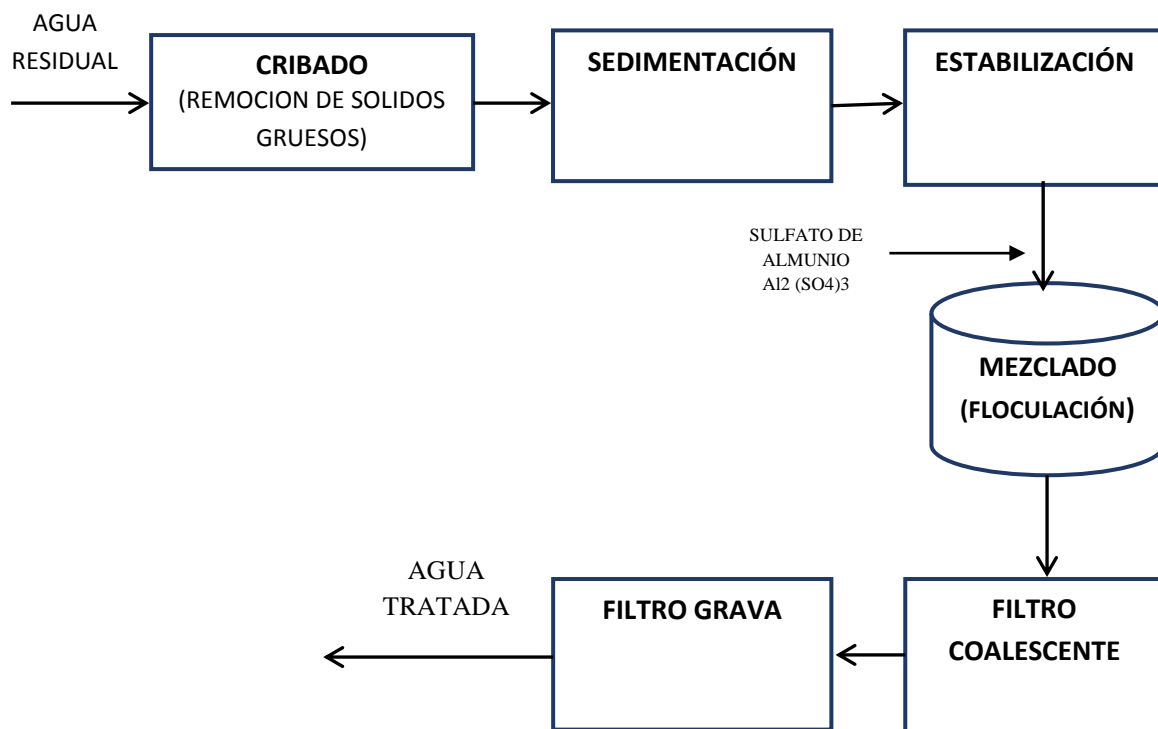 AGUA
RESIDUAL
CRIBADO
(REMOCION DE SOLIDOS
GRUESOS)
SEDIMENTACIÓN
ESTABILIZACIÓN
SULFATO DE
ALMUNIO
Al2 (SO4)3
MEZCLADO
(FLOCULACIÓN)
FILTRO
COALESCENTE
FILTRO GRAVA
AGUA
TRATADA